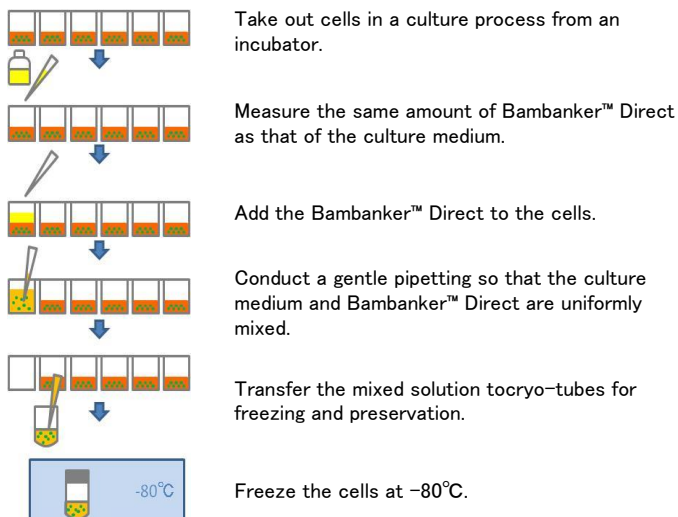 Take out cells in a culture process from an
incubator.
Measure the same amount of Bambanker™ Direct
as that of the culture medium.
Add the Bambanker™ Direct to the cells.
Conduct a gentle pipetting so that the culture
medium and Bambanker™ Direct are uniformly
mixed.
Transfer the mixed solution tocryo-tubes for
freezing and preservation.
-80℃
Freeze the cells at -80℃.